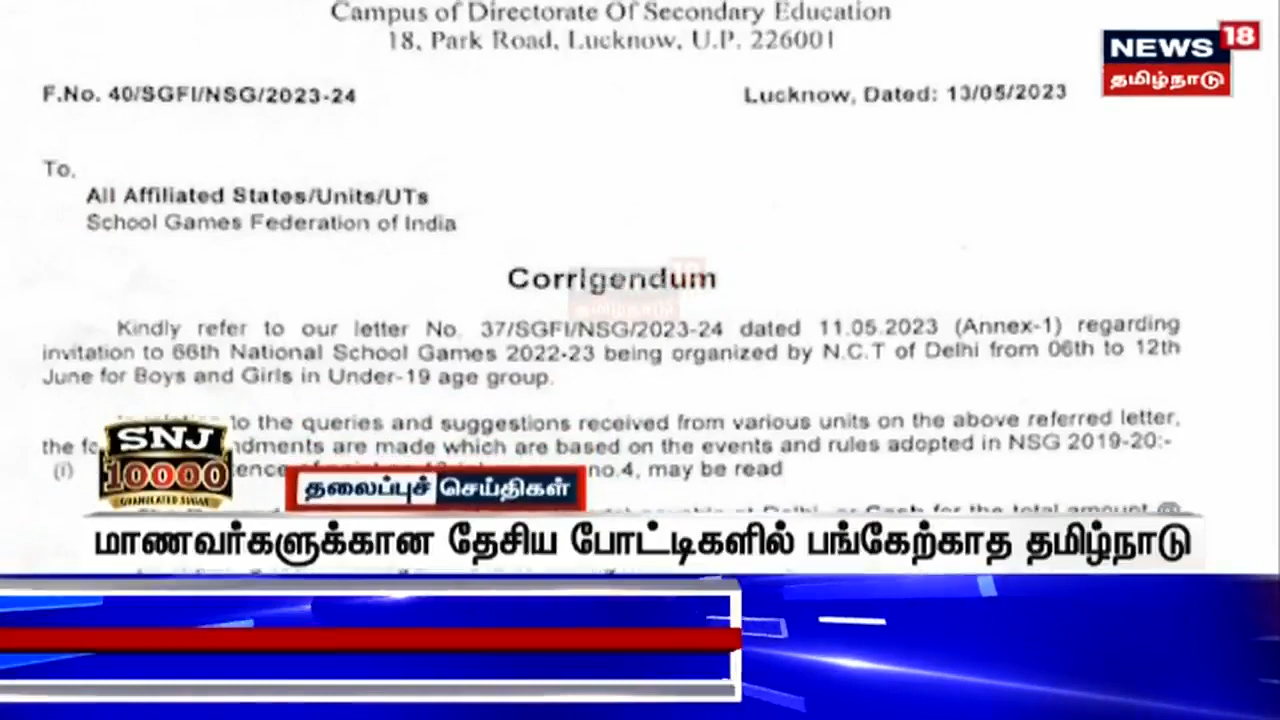 Campus of Directorate Of Secondary Education
18, Park Road, Lucknow, U.P. 226001
NEWS 18
தமிழ்நாடு
F.No. 40/SGFI/NSG/2023-24
Lucknow, Dated: 13/05/2023
To,
All Affiliated States/Units/UTs
School Games Federation of India
Corrigendum
Kindly refer to our letter No. 37/SGFI/NSG/2023-24 dated 11.05.2023 (Annex-1) regarding
invitation to 66th National School Games 2022-23 being organized by N.C.T of Delhi from 06th to 12th
June for Boys and Girls in Under-19 age group.
to the queries and suggestions received from various units on the above referred letter,
the are made which are based on the events and rules adopted in NSG 2019-20:-
(i) no.4, may be read
SNJ
10000
GRANULATED SUGAR
தலைப்புச் செய்திகள்
for the total amount
மாணவர்களுக்கான தேசிய போட்டிகளில் பங்கேற்காத தமிழ்நாடு